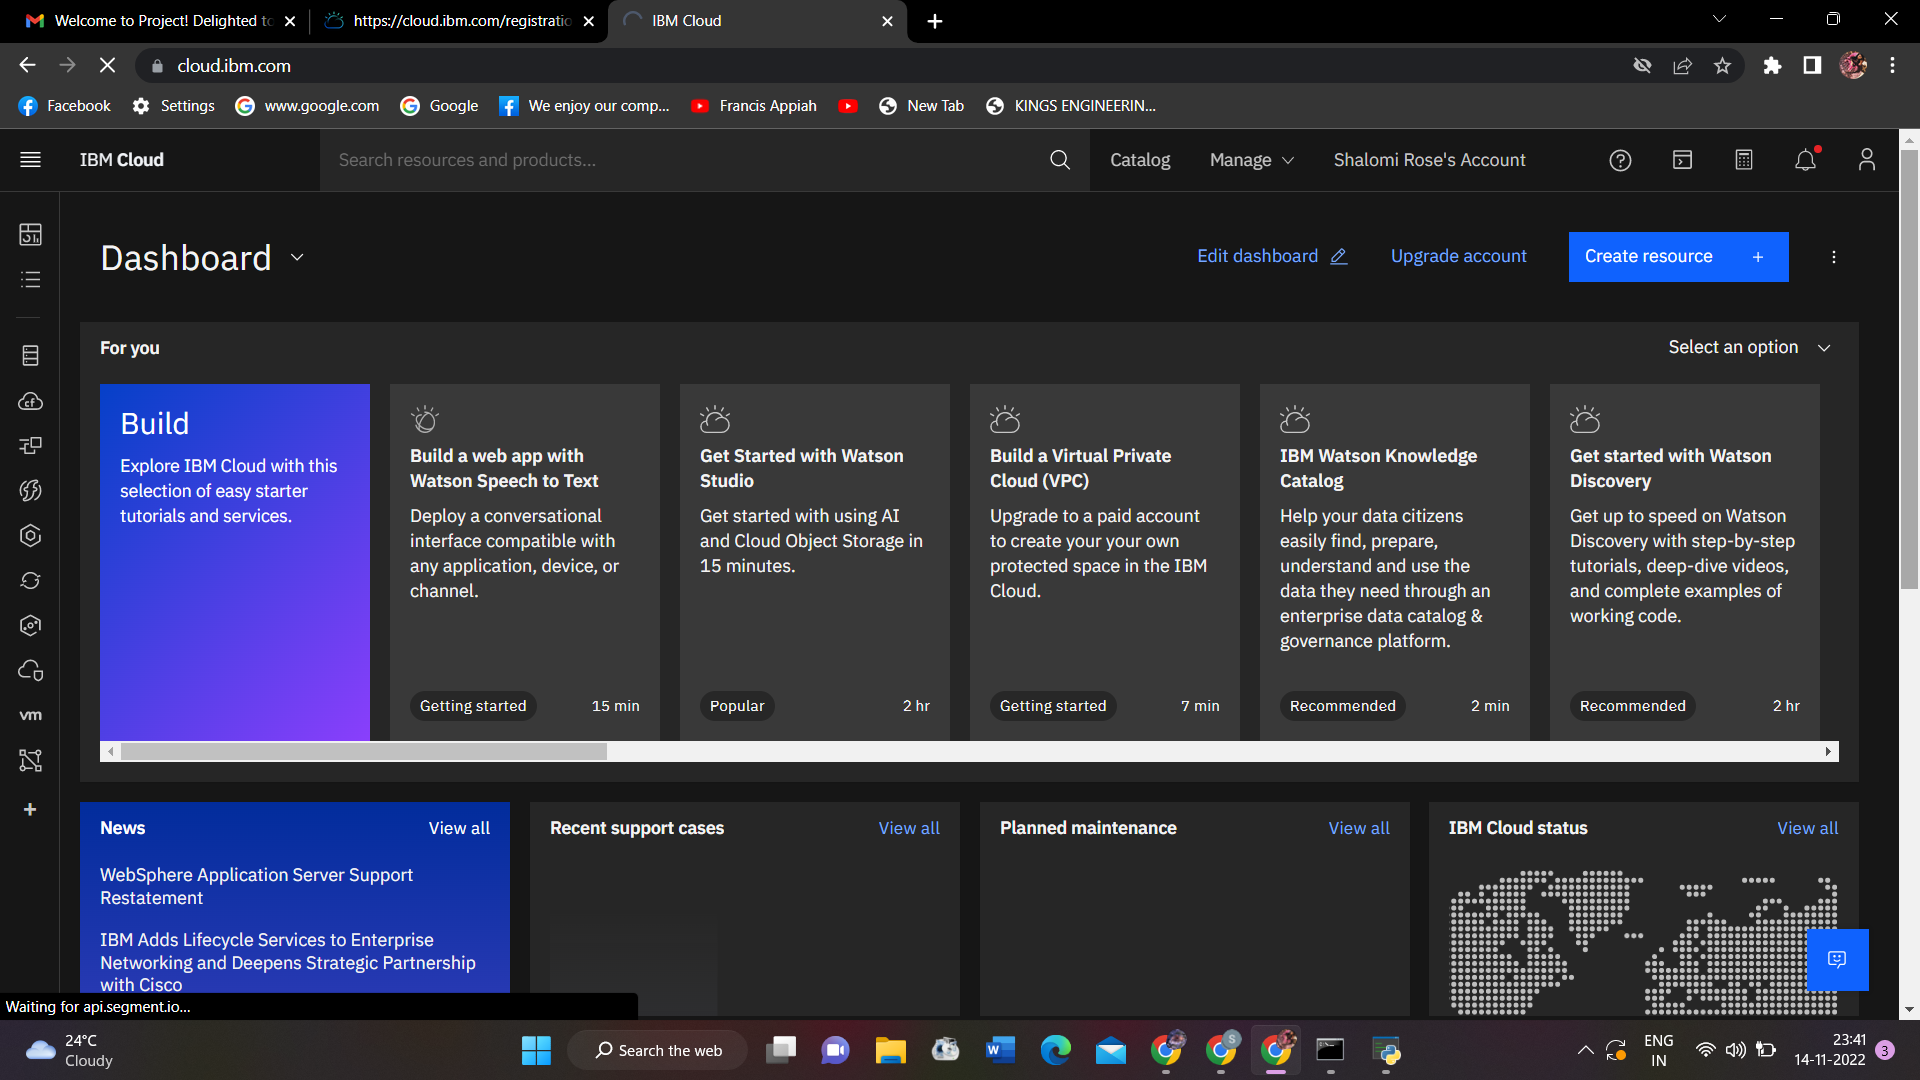 Welcome to Project! Delighted to
https://cloud.ibm.com/registratio
IBM Cloud
cloud.ibm.com
Facebook
Settings
www.google.com
Google
We enjoy our comp...
Francis Appiah
New Tab
KINGS ENGINEERIN...
IBM Cloud
Search resources and products...
Catalog
Manage
Shalomi Rose's Account
Dashboard
Edit dashboard
Upgrade account
Create resource +
For you
Select an option
Build
Explore IBM Cloud with this
selection of easy starter
tutorials and services.
Build a web app with
Watson Speech to Text
Deploy a conversational
interface compatible with
any application, device, or
channel.
Getting started
15 min
Get Started with Watson
Studio
Get started with using AI
and Cloud Object Storage in
15 minutes.
Popular
2 hr
Build a Virtual Private
Cloud (VPC)
Upgrade to a paid account
to create your your own
protected space in the IBM
Cloud.
Getting started
7 min
IBM Watson Knowledge
Catalog
Help your data citizens
easily find, prepare,
understand and use the
data they need through an
enterprise data catalog &
governance platform.
Recommended
2 min
Get started with Watson
Discovery
Get up to speed on Watson
Discovery with step-by-step
tutorials, deep-dive videos,
and complete examples of
working code.
Recommended
2 hr
cf
vm
News
View all
WebSphere Application Server Support
Restatement
IBM Adds Lifecycle Services to Enterprise
Networking and Deepens Strategic Partnership
with Cisco
Recent support cases
View all
Planned maintenance
View all
IBM Cloud status
View all
Waiting for api.segment.io...
24°C
Cloudy
Search the web
S
ENG
IN
23:41
14-11-2022
3